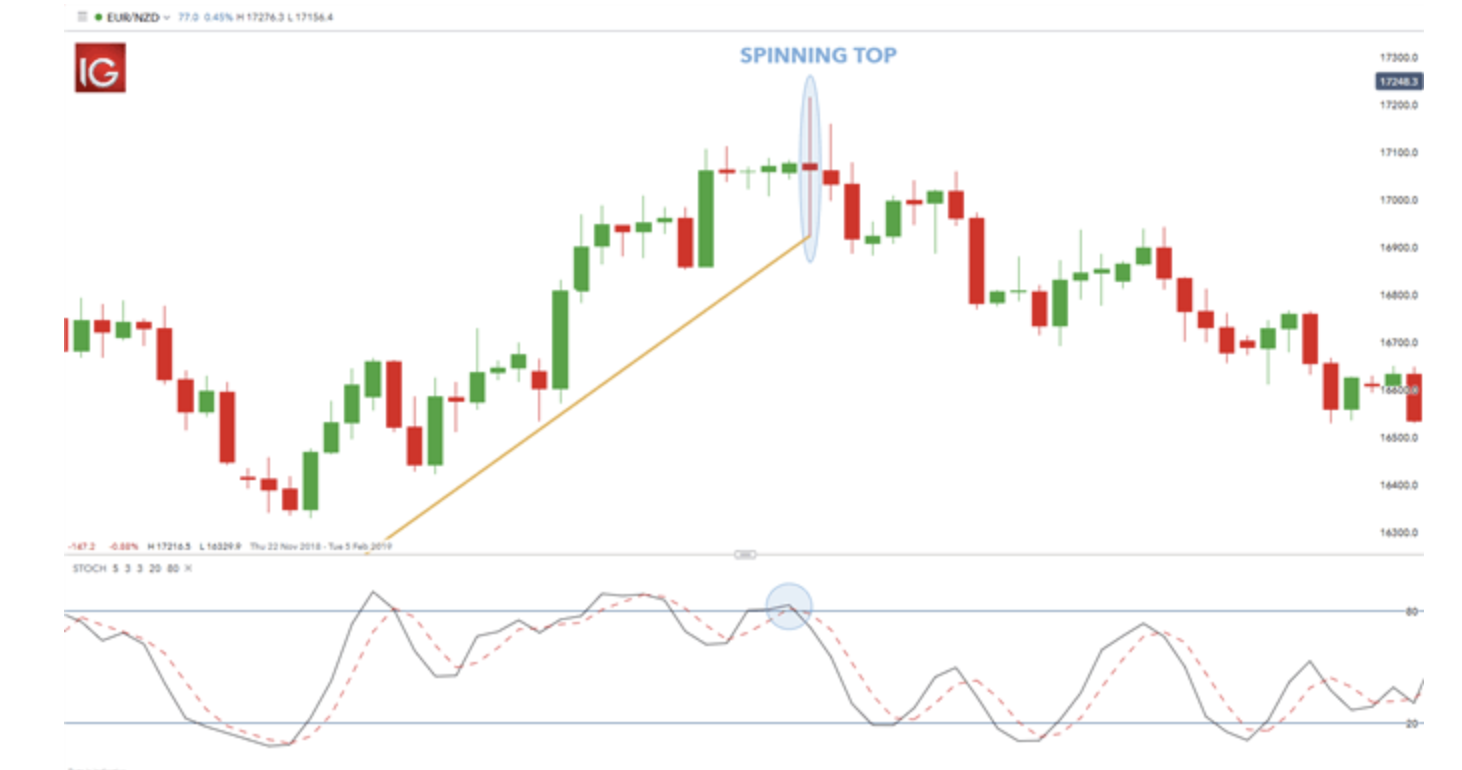 EUR/NZD 77.0 0.45% H 17276.3 L 17156.4
IG
SPINNING TOP
17300.0
17248.3
17200.0
17100.0
17000.0
16900.0
16800.0
16700.0
16600.0
16500.0
16400.0
16300.0
-147.2 -0.88% H 17216.5 L 16329.9 Thu 22 Nov 2018 - Tue 5 Feb 2019
STOCH 5 3 3 20 80 ×
80
20